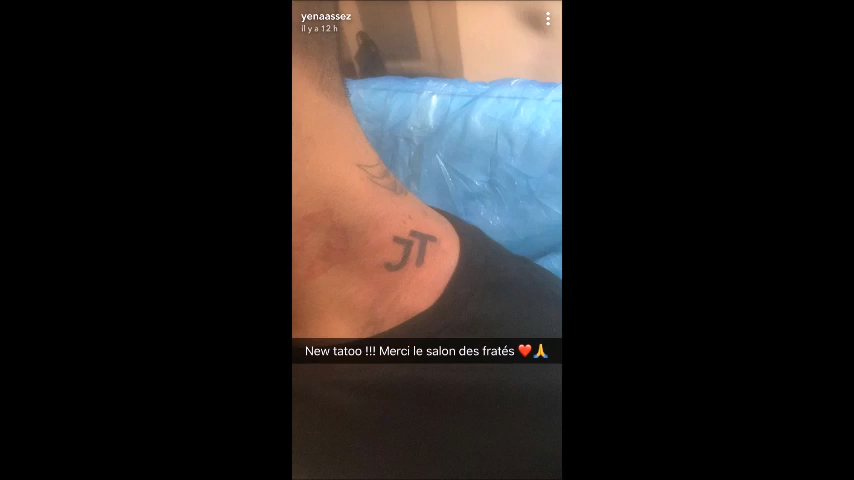 yenaassez
il y a 12 h
JT
New tatoo !!! Merci le salon des fratés ❤️🙏